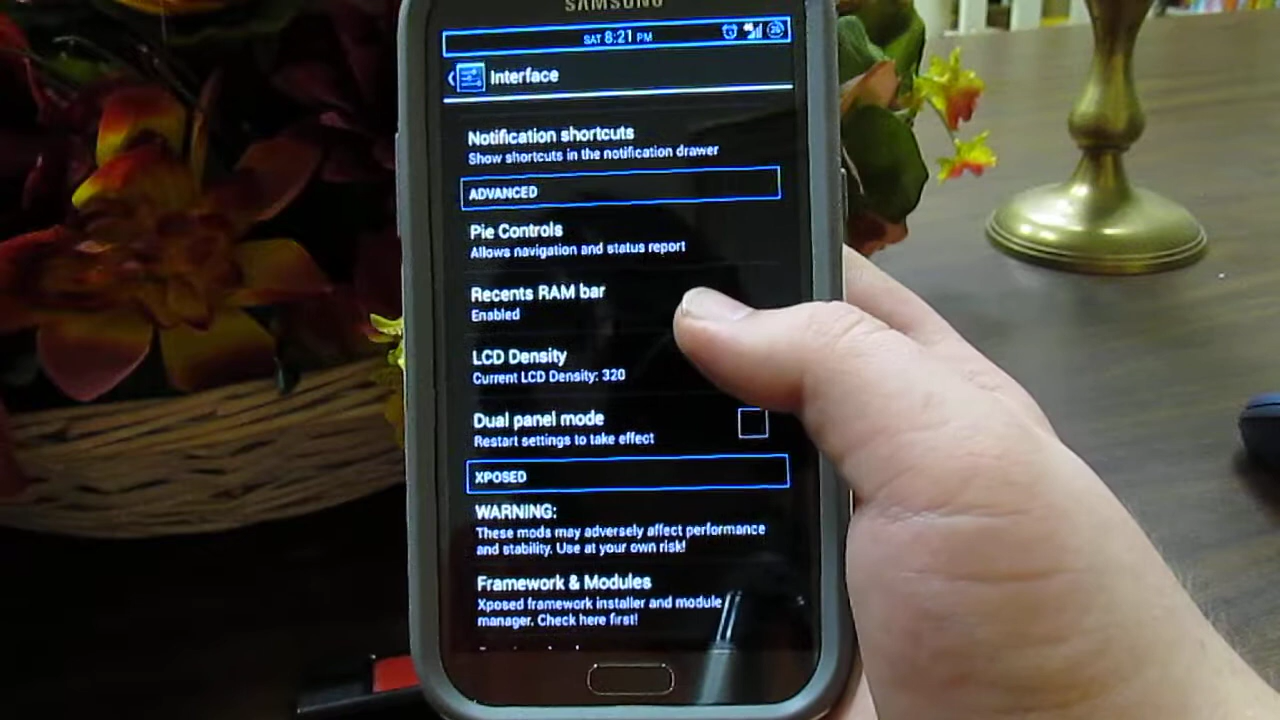 SAMSUNG
SAT 8:21 PM
Interface
Notification shortcuts
Show shortcuts in the notification drawer
ADVANCED
Pie Controls
Allows navigation and status report
Recents RAM bar
Enabled
LCD Density
Current LCD Density: 320
Dual panel mode
Restart settings to take effect
XPOSED
WARNING:
These mods may adversely affect performance
and stability. Use at your own risk!
Framework & Modules
Xposed framework installer and module
manager. Check here first!